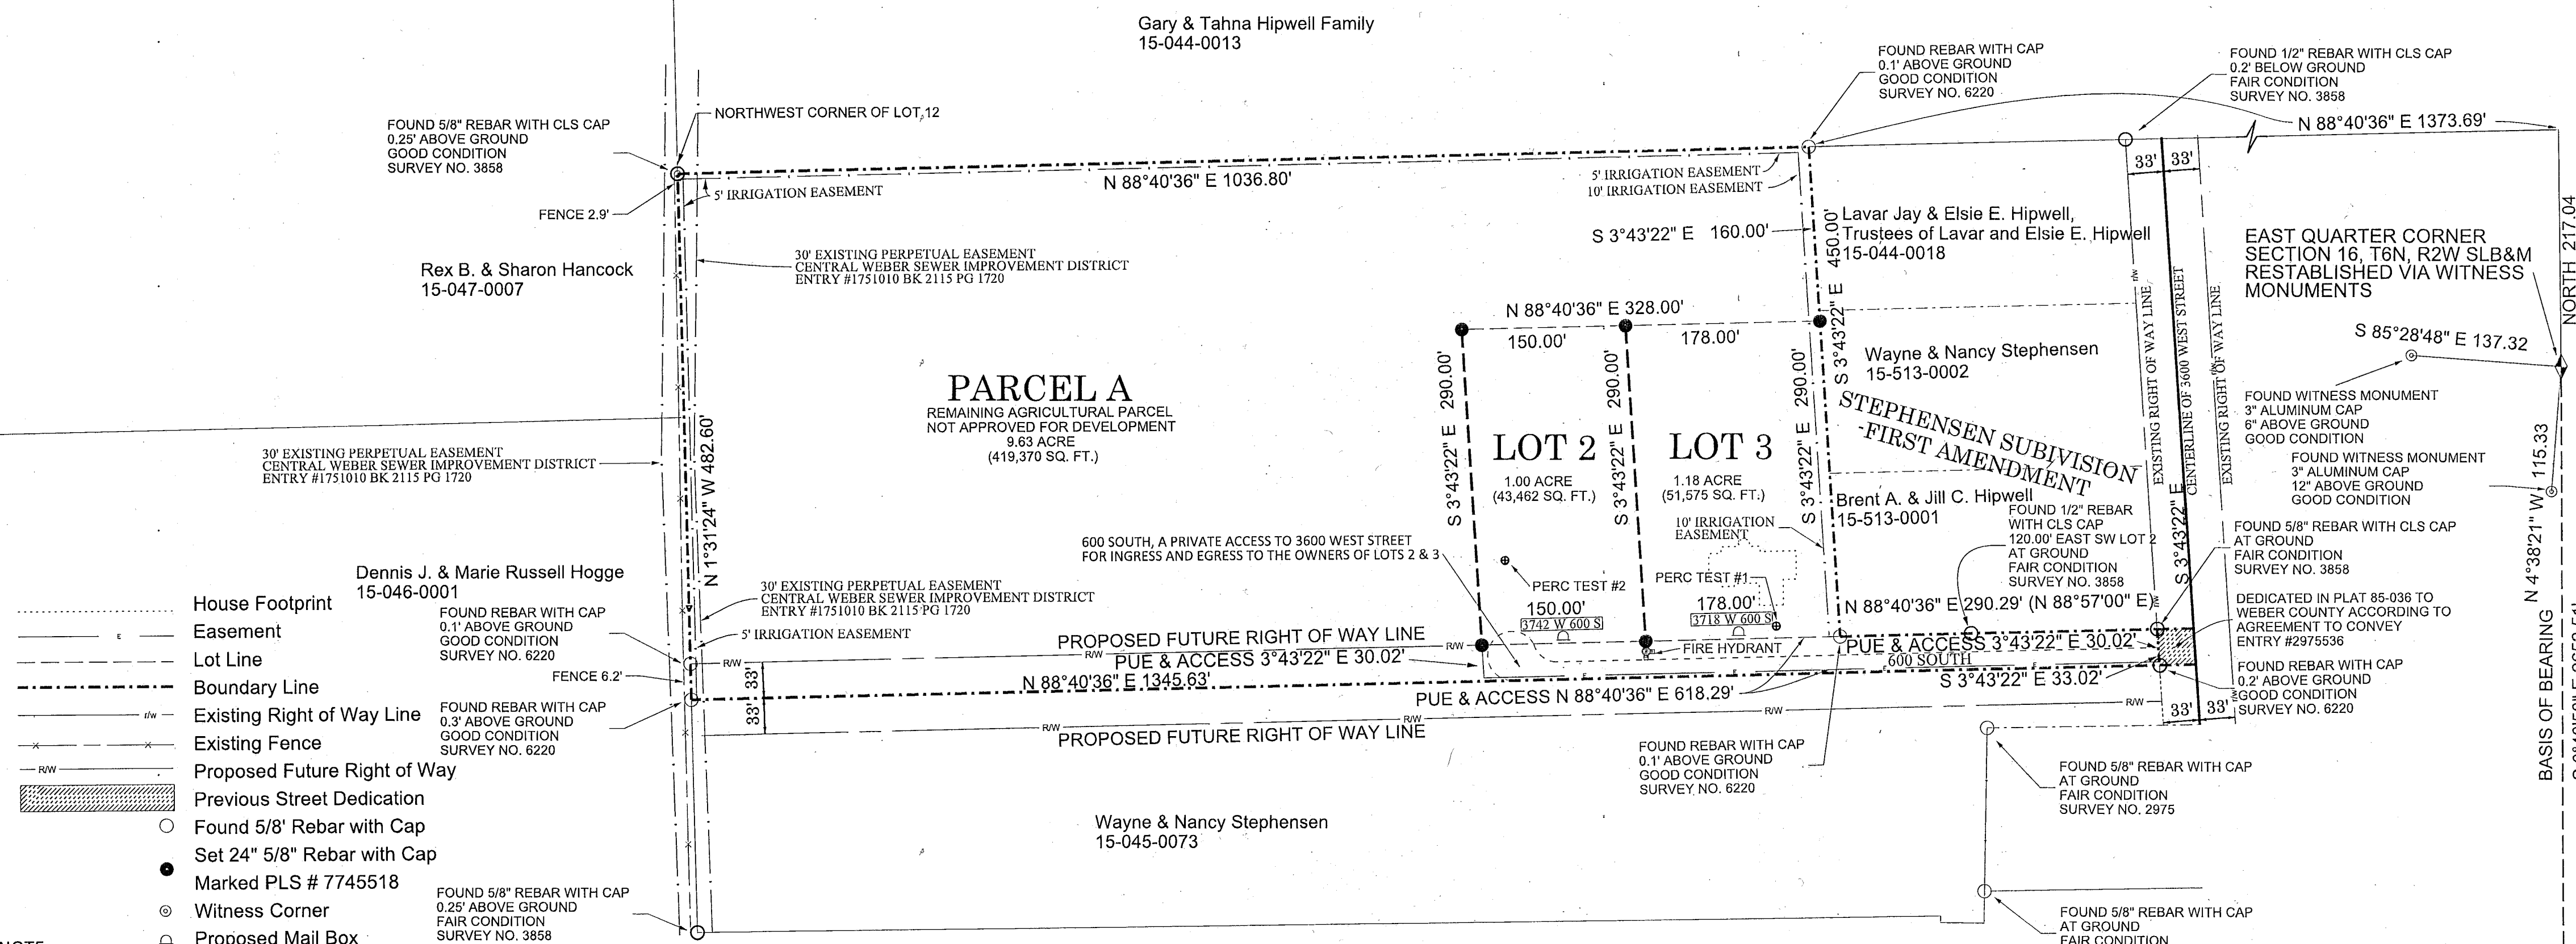 Gary & Tahna Hipwell Family
15-044-0013
FOUND REBAR WITH CAP
0.1' ABOVE GROUND
GOOD CONDITION
SURVEY NO. 6220
FOUND 1/2" REBAR WITH CLS CAP
0.2' BELOW GROUND
FAIR CONDITION
SURVEY NO. 3858
N 88°40'36" E 1373.69'
NORTHWEST CORNER OF LOT 12
FOUND 5/8" REBAR WITH CLS CAP
0.25' ABOVE GROUND
GOOD CONDITION
SURVEY NO. 3858
FENCE 2.9'
5' IRRIGATION EASEMENT
N 88°40'36" E 1036.80'
5' IRRIGATION EASEMENT
10' IRRIGATION EASEMENT
33' 33'
S 3°43'22" E 160.00'
S 3°43'22" E 450.00'
Lavar Jay & Elsie E. Hipwell,
Trustees of Lavar and Elsie E. Hipwell
15-044-0018
EAST QUARTER CORNER
SECTION 16, T6N, R2W SLB&M
RESTABLISHED VIA WITNESS
MONUMENTS
NORTH 217.04
Rex B. & Sharon Hancock
15-047-0007
30' EXISTING PERPETUAL EASEMENT
CENTRAL WEBER SEWER IMPROVEMENT DISTRICT
ENTRY #1751010 BK 2115 PG 1720
N 88°40'36" E 328.00'
150.00'
178.00'
S 85°28'48" E 137.32
Wayne & Nancy Stephensen
15-513-0002
r/w
EXISTING RIGHT OF WAY LINE
CENTERLINE OF 3600 WEST STREET
EXISTING RIGHT OF WAY LINE
r/w
PARCEL A
REMAINING AGRICULTURAL PARCEL
NOT APPROVED FOR DEVELOPMENT
9.63 ACRE
(419,370 SQ. FT.)
S 3°43'22" E 290.00'
LOT 2
1.00 ACRE
(43,462 SQ. FT.)
S 3°43'22" E 290.00'
LOT 3
1.18 ACRE
(51,575 SQ. FT.)
S 3°43'22" E 290.00'
STEPHENSEN SUBIVISION
-FIRST AMENDMENT
FOUND WITNESS MONUMENT
3" ALUMINUM CAP
6" ABOVE GROUND
GOOD CONDITION
FOUND WITNESS MONUMENT
3" ALUMINUM CAP
12" ABOVE GROUND
GOOD CONDITION
N 4°38'21" W 115.33
30' EXISTING PERPETUAL EASEMENT
CENTRAL WEBER SEWER IMPROVEMENT DISTRICT
ENTRY #1751010 BK 2115 PG 1720
N 1°31'24" W 482.60'
Brent A. & Jill C. Hipwell
15-513-0001
FOUND 1/2" REBAR
WITH CLS CAP
120.00' EAST SW LOT 2
AT GROUND
FAIR CONDITION
SURVEY NO. 3858
S 3°43'22" E
FOUND 5/8" REBAR WITH CLS CAP
AT GROUND
FAIR CONDITION
SURVEY NO. 3858
10' IRRIGATION
EASEMENT
600 SOUTH, A PRIVATE ACCESS TO 3600 WEST STREET
FOR INGRESS AND EGRESS TO THE OWNERS OF LOTS 2 & 3
Dennis J. & Marie Russell Hogge
15-046-0001
30' EXISTING PERPETUAL EASEMENT
CENTRAL WEBER SEWER IMPROVEMENT DISTRICT
ENTRY #1751010 BK 2115 PG 1720
PERC TEST #2
PERC TEST #1
150.00'
178.00'
3742 W 600 S
3718 W 600 S
N 88°40'36" E 290.29' (N 88°57'00" E)
r/w
DEDICATED IN PLAT 85-036 TO
WEBER COUNTY ACCORDING TO
AGREEMENT TO CONVEY
ENTRY #2975536
House Footprint
E
Easement
Lot Line
Boundary Line
r/w
Existing Right of Way Line
Existing Fence
R/W
Proposed Future Right of Way
Previous Street Dedication
Found 5/8' Rebar with Cap
Set 24" 5/8" Rebar with Cap
Marked PLS # 7745518
Witness Corner
Proposed Mail Box
FOUND REBAR WITH CAP
0.1' ABOVE GROUND
GOOD CONDITION
SURVEY NO. 6220
5' IRRIGATION EASEMENT
FENCE 6.2'
PROPOSED FUTURE RIGHT OF WAY LINE
R/W
R/W
R/W
PUE & ACCESS 3°43'22" E 30.02'
FIRE HYDRANT
PUE & ACCESS 3°43'22" E 30.02'
600 SOUTH
33'
33'
N 88°40'36" E 1345.63'
PUE & ACCESS N 88°40'36" E 618.29'
S 3°43'22" E 33.02'
FOUND REBAR WITH CAP
0.2' ABOVE GROUND
GOOD CONDITION
SURVEY NO. 6220
FOUND REBAR WITH CAP
0.3' ABOVE GROUND
GOOD CONDITION
SURVEY NO. 6220
R/W
R/W
R/W
R/W
33' 33'
PROPOSED FUTURE RIGHT OF WAY LINE
FOUND REBAR WITH CAP
0.1' ABOVE GROUND
GOOD CONDITION
SURVEY NO. 6220
FOUND 5/8" REBAR WITH CAP
AT GROUND
FAIR CONDITION
SURVEY NO. 2975
BASIS OF BEARING
Wayne & Nancy Stephensen
15-045-0073
FOUND 5/8" REBAR WITH CAP
0.25' ABOVE GROUND
FAIR CONDITION
SURVEY NO. 3858
FOUND 5/8" REBAR WITH CAP
AT GROUND
FAIR CONDITION